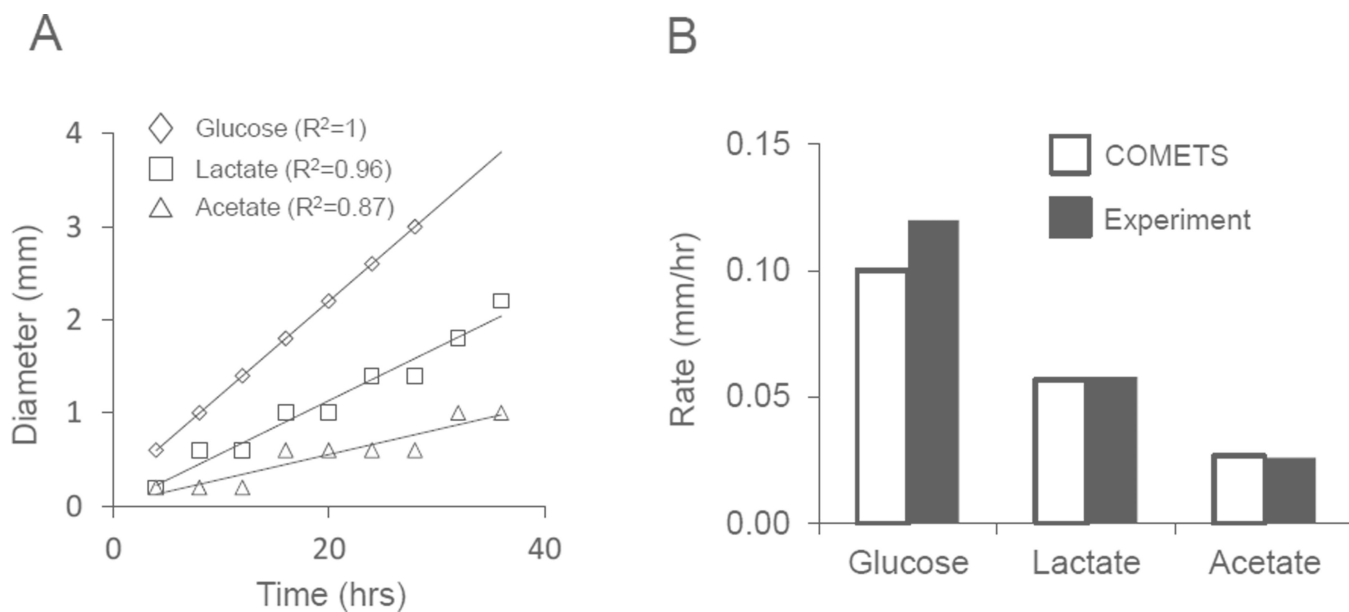 A
Diameter (mm)
4
3
2
1
0
Glucose (R²=1)
Lactate (R²=0.96)
Acetate (R²=0.87)
0 20 40
Time (hrs)
B
Rate (mm/hr)
0.15
0.10
0.05
0.00
COMETS
Experiment
Glucose Lactate Acetate